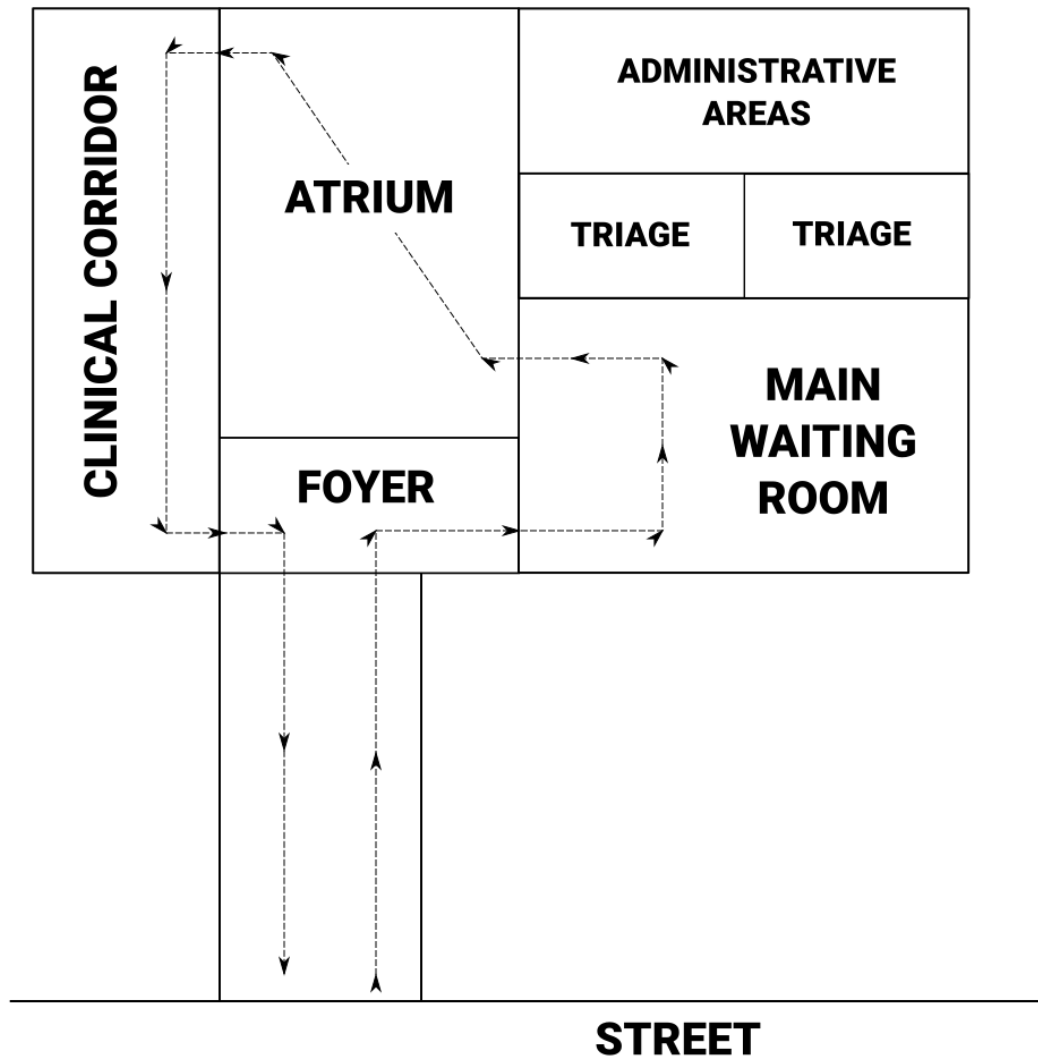 ADMINISTRATIVE
AREAS
CLINICAL CORRIDOR
ATRIUM
TRIAGE
TRIAGE
MAIN
WAITING
ROOM
FOYER
STREET